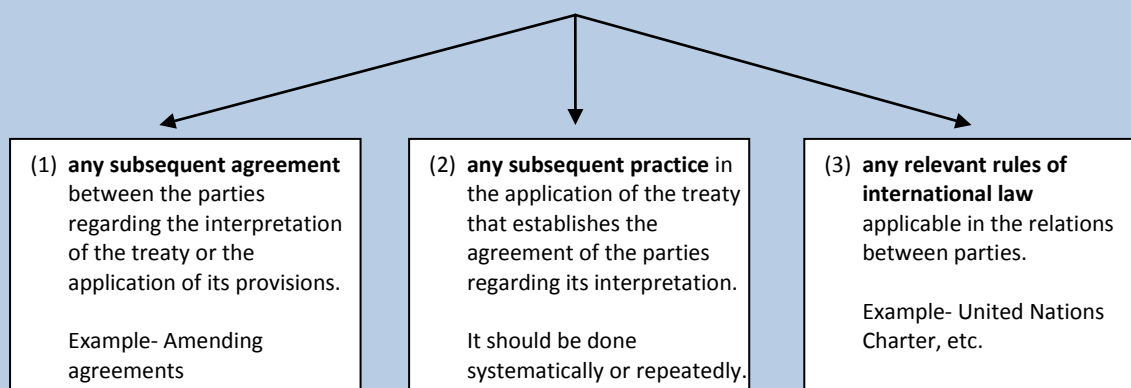 (1) any subsequent agreement
between the parties
regarding the interpretation
of the treaty or the
application of its provisions.
Example- Amending
agreements
(2) any subsequent practice in
the application of the treaty
that establishes the
agreement of the parties
regarding its interpretation.
It should be done
systematically or repeatedly.
(3) any relevant rules of
international law
applicable in the relations
between parties.
Example- United Nations
Charter, etc.